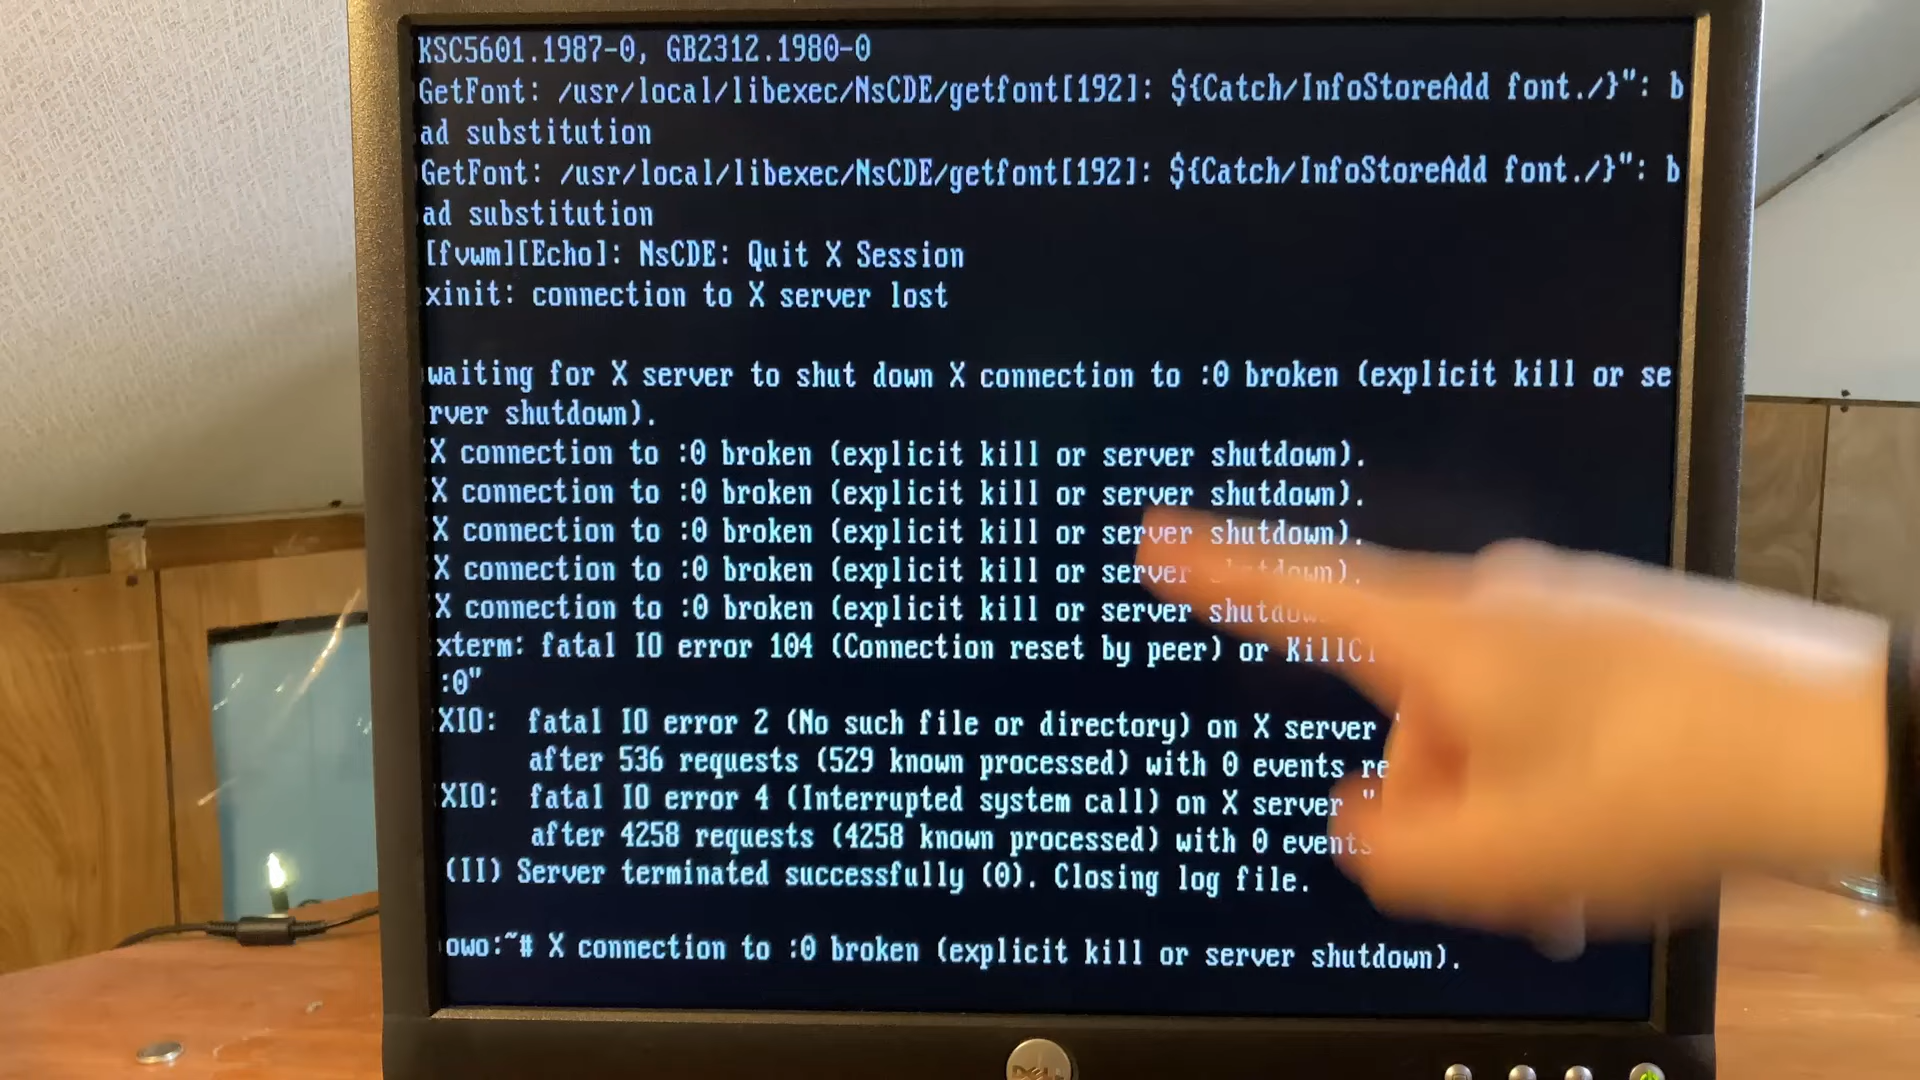 KSC5601.1987-0, GB2312.1980-0
GetFont: /usr/local/libexec/NsCDE/getfont[192]: ${Catch/InfoStoreAdd font./}": b
ad substitution
GetFont: /usr/local/libexec/NsCDE/getfont[192]: ${Catch/InfoStoreAdd font./}": b
ad substitution
[fvwm][Echo]: NsCDE: Quit X Session
xinit: connection to X server lost
waiting for X server to shut down X connection to :0 broken (explicit kill or se
rver shutdown).
X connection to :0 broken (explicit kill or server shutdown).
X connection to :0 broken (explicit kill or server shutdown).
X connection to :0 broken (explicit kill or server shutdown).
X connection to :0 broken (explicit kill or server shutdown).
X connection to :0 broken (explicit kill or server shutdo
xterm: fatal IO error 104 (Connection reset by peer) or KillCl
:0"
XIO:  fatal IO error 2 (No such file or directory) on X server "
after 536 requests (529 known processed) with 0 events re
XIO:  fatal IO error 4 (Interrupted system call) on X server "
after 4258 requests (4258 known processed) with 0 events
(II) Server terminated successfully (0). Closing log file.
owo:~# X connection to :0 broken (explicit kill or server shutdown).
DELL